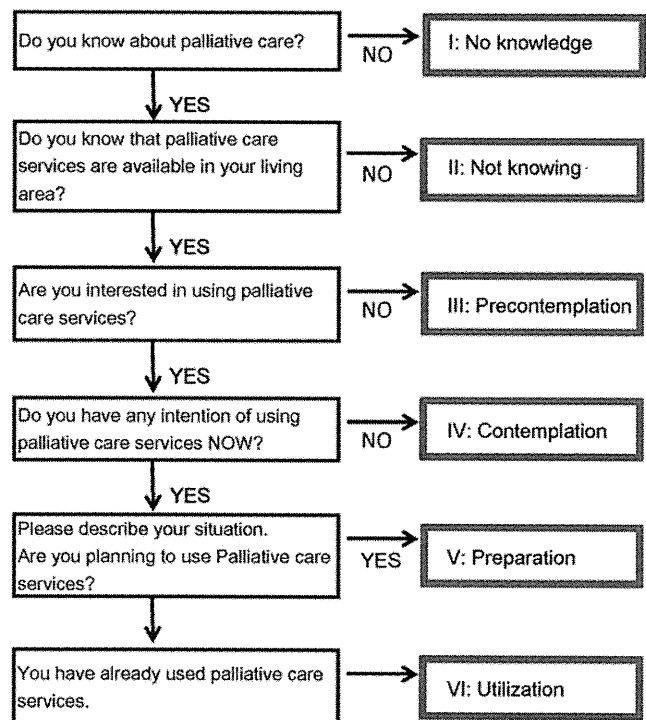 Do you know about palliative care?
NO
I: No knowledge
YES
Do you know that palliative care
services are available in your living
area?
NO
II: Not knowing
YES
Are you interested in using palliative
care services?
NO
III: Precontemplation
YES
Do you have any intention of using
palliative care services NOW?
NO
IV: Contemplation
YES
Please describe your situation.
Are you planning to use Palliative care
services?
YES
V: Preparation
You have already used palliative care
services.
VI: Utilization